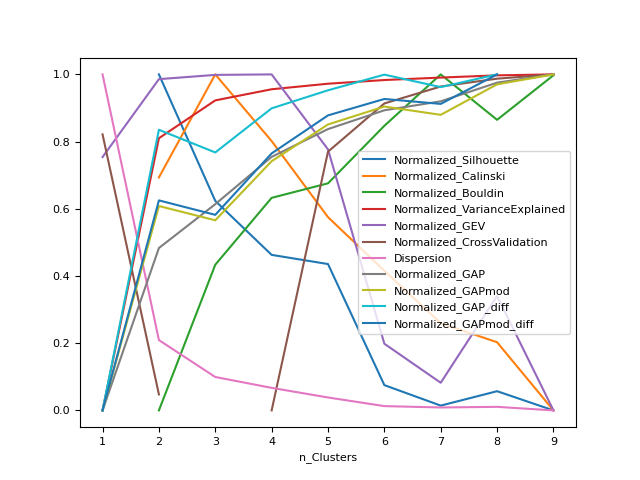 1.0
0.8
0.6
0.4
0.2
0.0
Normalized_Silhouette
Normalized_Calinski
Normalized_Bouldin
Normalized_VarianceExplained
Normalized_GEV
Normalized_CrossValidation
Dispersion
Normalized_GAP
Normalized_GAPmod
Normalized_GAP_diff
Normalized_GAPmod_diff
1 2 3 4 5 6 7 8 9
n_Clusters